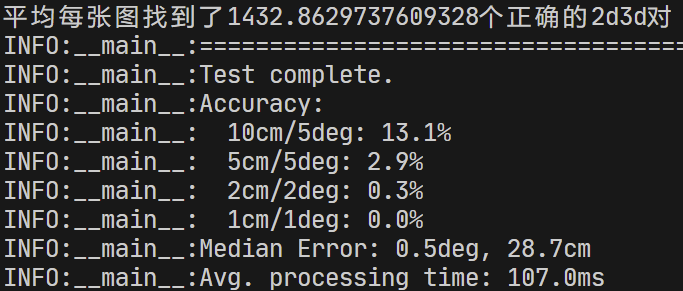 平均每张图找到了1432.8629737609328个正确的2d3d对
INFO:__main__:===================================
INFO:__main__:Test complete.
INFO:__main__:Accuracy:
INFO:__main__:  10cm/5deg: 13.1%
INFO:__main__:  5cm/5deg: 2.9%
INFO:__main__:  2cm/2deg: 0.3%
INFO:__main__:  1cm/1deg: 0.0%
INFO:__main__:Median Error: 0.5deg, 28.7cm
INFO:__main__:Avg. processing time: 107.0ms